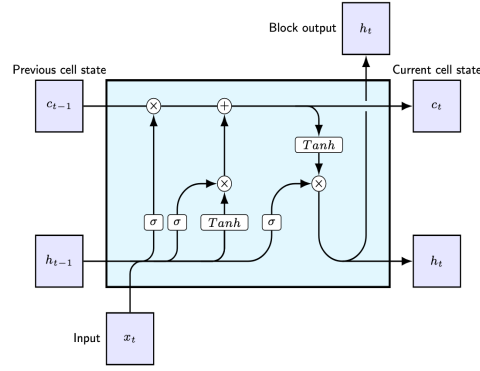 Block output
h_t
Previous cell state
Current cell state
c_{t-1}
×
+
c_t
Tanh
×
×
σ
σ
Tanh
σ
h_{t-1}
h_t
Input
x_t